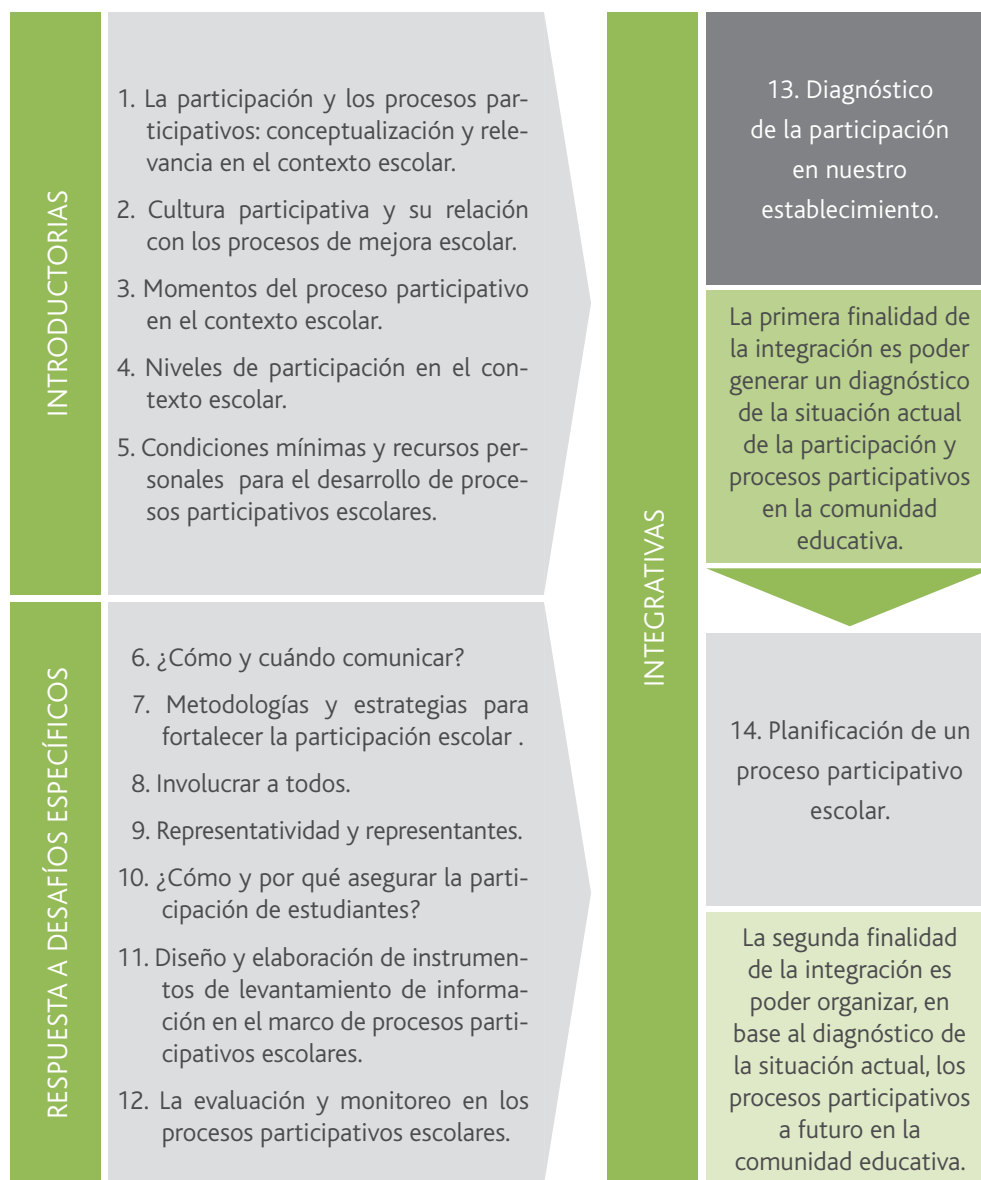 INTRODUCTORIAS
1. La participación y los procesos par-
ticipativos: conceptualización y rele-
vancia en el contexto escolar.
2. Cultura participativa y su relación
con los procesos de mejora escolar.
3. Momentos del proceso participativo
en el contexto escolar.
4. Niveles de participación en el con-
texto escolar.
5. Condiciones mínimas y recursos per-
sonales para el desarrollo de proce-
sos participativos escolares.
RESPUESTA A DESAFÍOS ESPECÍFICOS
6. ¿Cómo y cuándo comunicar?
7. Metodologías y estrategias para
fortalecer la participación escolar .
8. Involucrar a todos.
9. Representatividad y representantes.
10. ¿Cómo y por qué asegurar la parti-
cipación de estudiantes?
11. Diseño y elaboración de instrumen-
tos de levantamiento de informa-
ción en el marco de procesos parti-
cipativos escolares.
12. La evaluación y monitoreo en los
procesos participativos escolares.
INTEGRATIVAS
13. Diagnóstico
de la participación
en nuestro
establecimiento.
La primera finalidad de
la integración es poder
generar un diagnóstico
de la situación actual
de la participación y
procesos participativos
en la comunidad
educativa.
14. Planificación de un
proceso participativo
escolar.
La segunda finalidad
de la integración es
poder organizar, en
base al diagnóstico de
la situación actual, los
procesos participativos
a futuro en la
comunidad educativa.